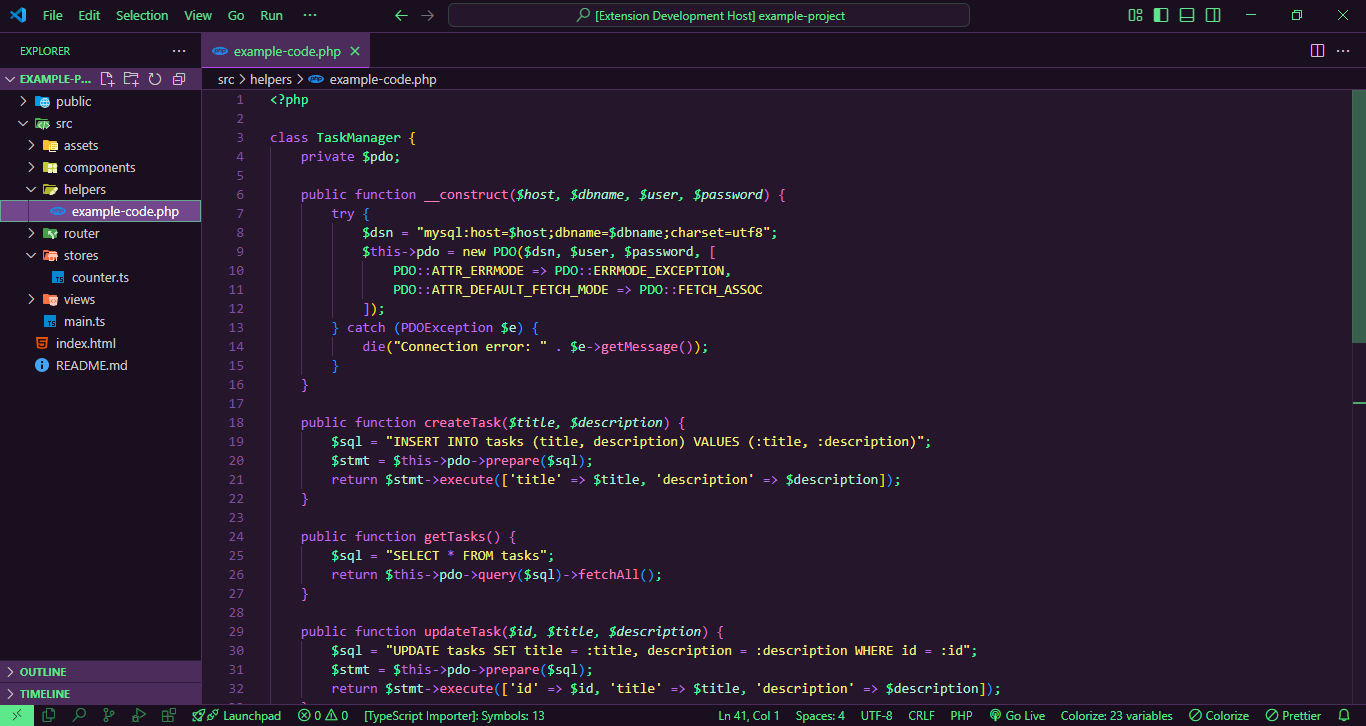 File Edit Selection View Go Run ··· [Extension Development Host] example-project
EXPLORER ···
EXAMPLE-P...
public
src
assets
components
helpers
example-code.php
router
stores
TS counter.ts
views
TS main.ts
index.html
README.md
OUTLINE
TIMELINE
php example-code.php
src > helpers > php example-code.php
1 <?php
2
3 class TaskManager {
4     private $pdo;
5
6     public function __construct($host, $dbname, $user, $password) {
7         try {
8             $dsn = "mysql:host=$host;dbname=$dbname;charset=utf8";
9             $this->pdo = new PDO($dsn, $user, $password, [
10                 PDO::ATTR_ERRMODE => PDO::ERRMODE_EXCEPTION,
11                 PDO::ATTR_DEFAULT_FETCH_MODE => PDO::FETCH_ASSOC
12             ]);
13         } catch (PDOException $e) {
14             die("Connection error: " . $e->getMessage());
15         }
16     }
17
18     public function createTask($title, $description) {
19         $sql = "INSERT INTO tasks (title, description) VALUES (:title, :description)";
20         $stmt = $this->pdo->prepare($sql);
21         return $stmt->execute(['title' => $title, 'description' => $description]);
22     }
23
24     public function getTasks() {
25         $sql = "SELECT * FROM tasks";
26         return $this->pdo->query($sql)->fetchAll();
27     }
28
29     public function updateTask($id, $title, $description) {
30         $sql = "UPDATE tasks SET title = :title, description = :description WHERE id = :id";
31         $stmt = $this->pdo->prepare($sql);
32         return $stmt->execute(['id' => $id, 'title' => $title, 'description' => $description]);
Launchpad 0 0 [TypeScript Importer]: Symbols: 13 Ln 41, Col 1 Spaces: 4 UTF-8 CRLF PHP Go Live Colorize: 23 variables Colorize Prettier